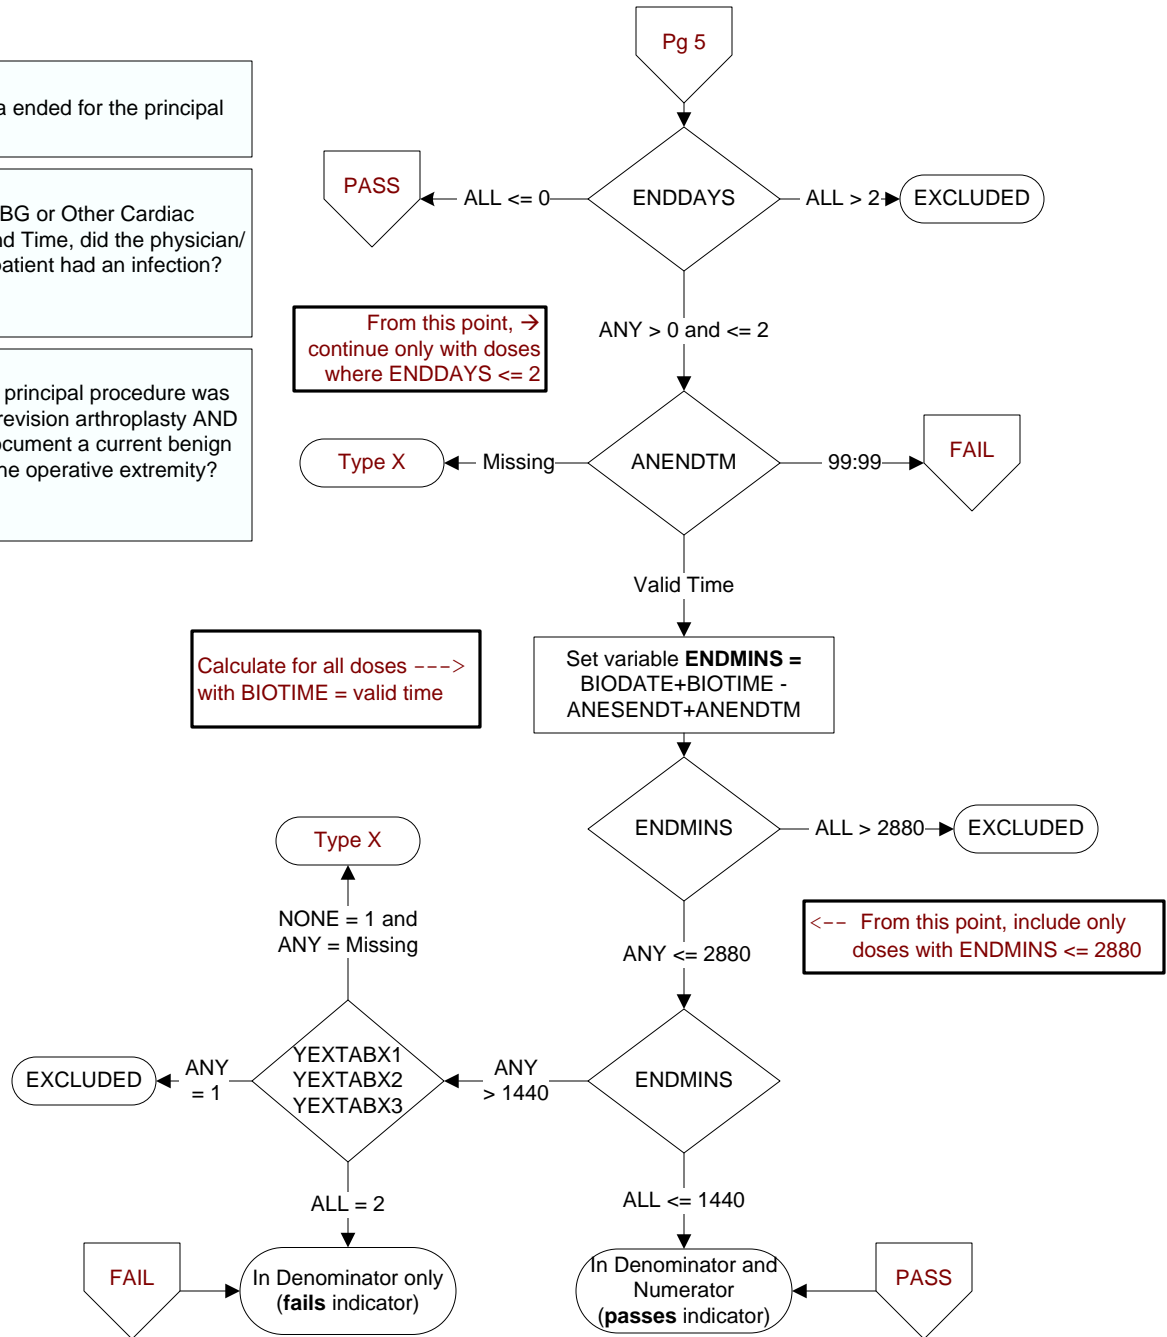 Pg 5
a ended for the principal
BG or Other Cardiac
nd Time, did the physician/
patient had an infection?
principal procedure was
revision arthroplasty AND
ocument a current benign
ne operative extremity?
PASS
ALL <= 0
ENDDAYS
ALL > 2
EXCLUDED
From this point, →
continue only with doses
where ENDDAYS <= 2
ANY > 0 and <= 2
Type X
Missing
ANENDTM
99:99
FAIL
Valid Time
Calculate for all doses --->
with BIOTIME = valid time
Set variable ENDMINS =
BIODATE+BIOTIME -
ANESENDT+ANENDTM
ENDMINS
ALL > 2880
EXCLUDED
Type X
NONE = 1 and
ANY = Missing
ANY <= 2880
<-- From this point, include only
doses with ENDMINS <= 2880
EXCLUDED
ANY
= 1
YEXTABX1
YEXTABX2
YEXTABX3
ANY
> 1440
ENDMINS
ALL = 2
ALL <= 1440
FAIL
In Denominator only
(fails indicator)
In Denominator and
Numerator
(passes indicator)
PASS